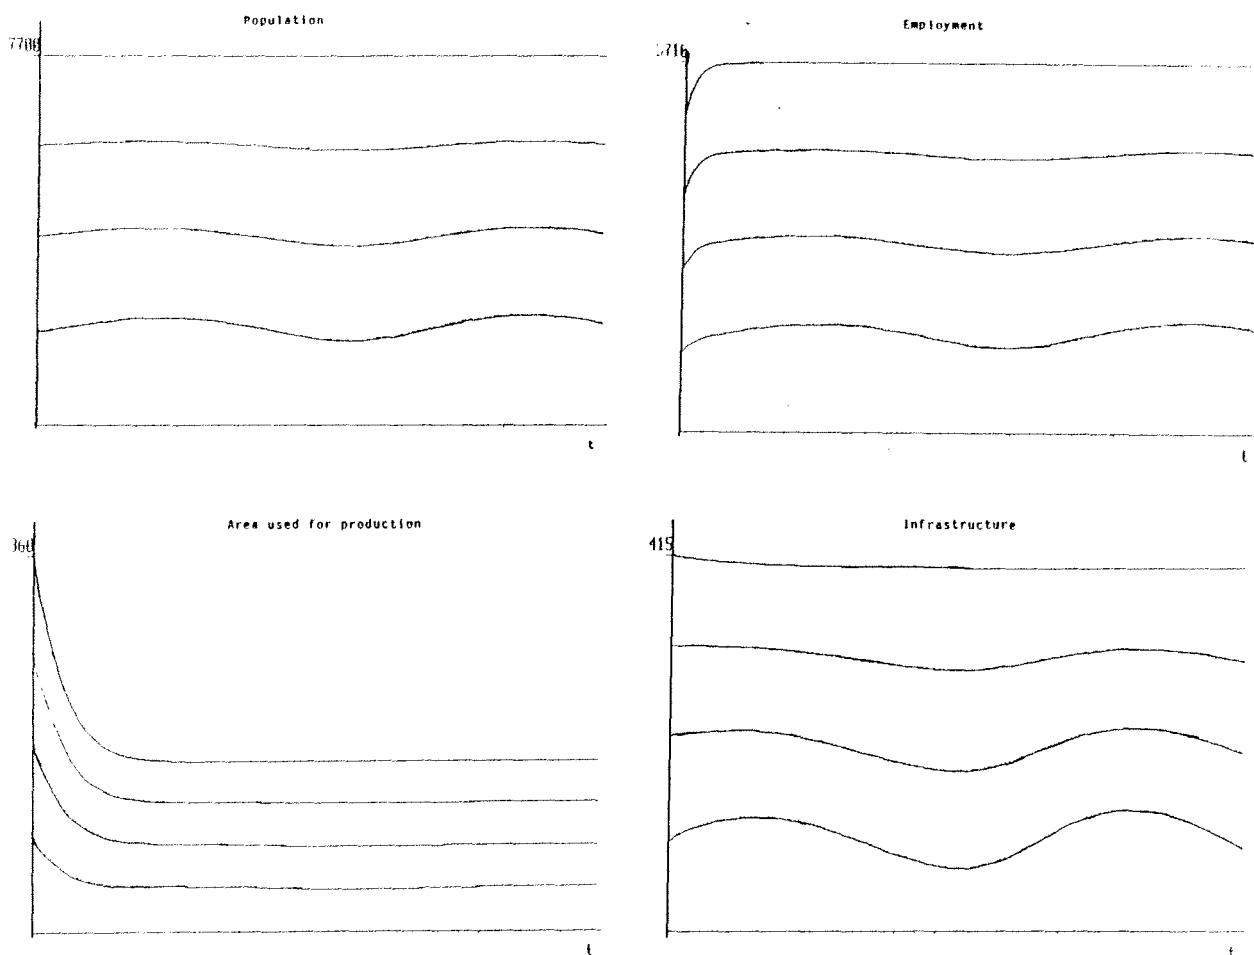 Population
7700
t
Employment
t
Area used for production
360
t
Infrastructure
415
t